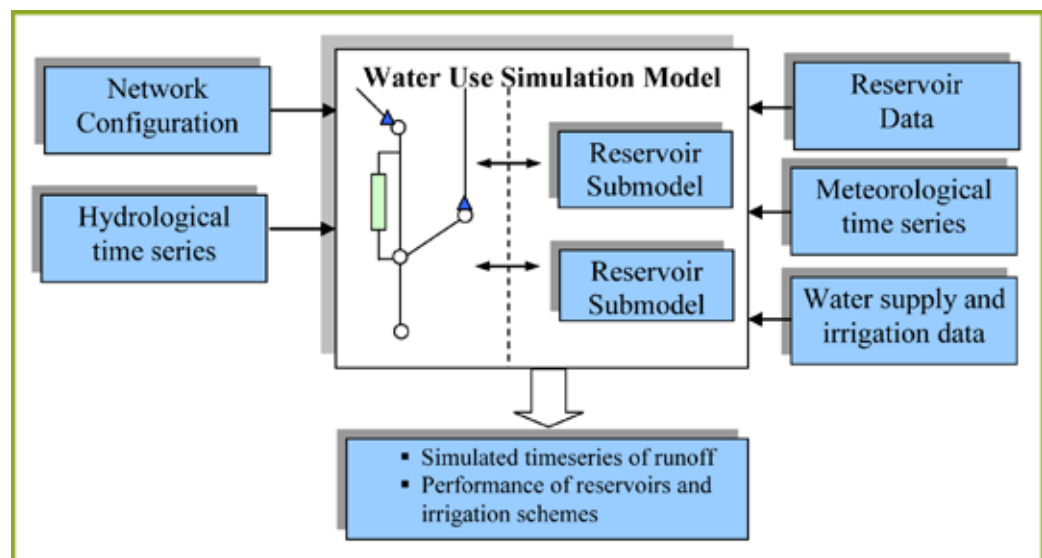 Water Use Simulation Model
Network
Configuration
Hydrological
time series
Reservoir
Submodel
Reservoir
Submodel
Reservoir
Data
Meteorological
time series
Water supply and
irrigation data
▪ Simulated timeseries of runoff
▪ Performance of reservoirs and
irrigation schemes